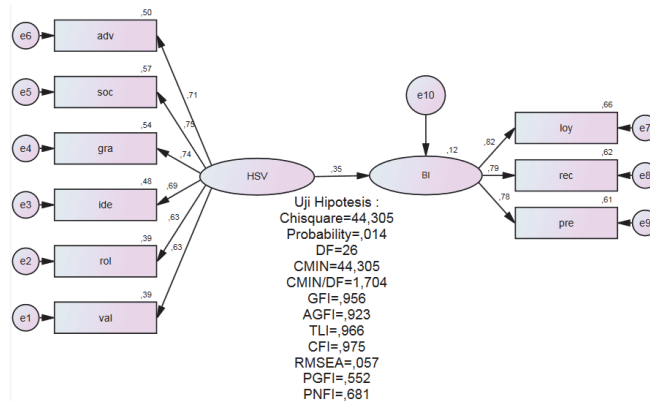 ,50
e6 adv
,71
,57
e5 soc
,75
,54
e4 gra
,74
,48
e3 ide
,69
,39
e2 rol
,63
,39
e1 val
,63
HSV
,35
e10
,12
BI
,66
,82
loy e7
,62
,79
rec e8
,61
,78
pre e9
Uji Hipotesis :
Chisquare=44,305
Probability=,014
DF=26
CMIN=44,305
CMIN/DF=1,704
GFI=,956
AGFI=,923
TLI=,966
CFI=,975
RMSEA=,057
PGFI=,552
PNFI=,681